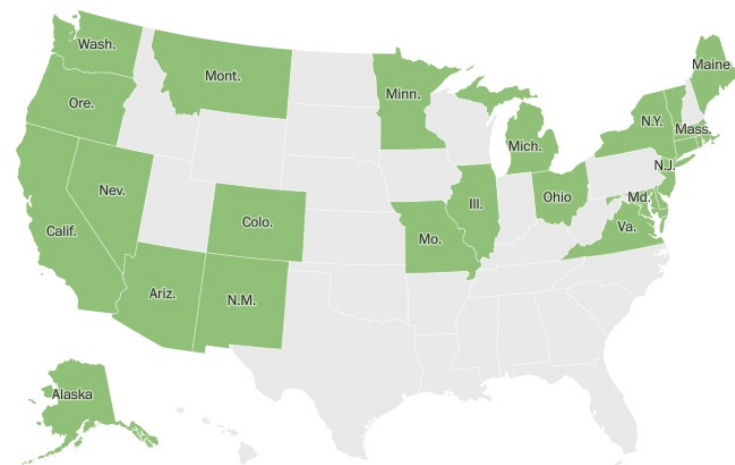 Wash.
Maine
Mont.
Ore.
Minn.
N.Y.
Mass.
Mich.
N.J.
Nev.
Ill.
Ohio
Md.
Colo.
Va.
Calif.
Mo.
Ariz.
N.M.
Alaska